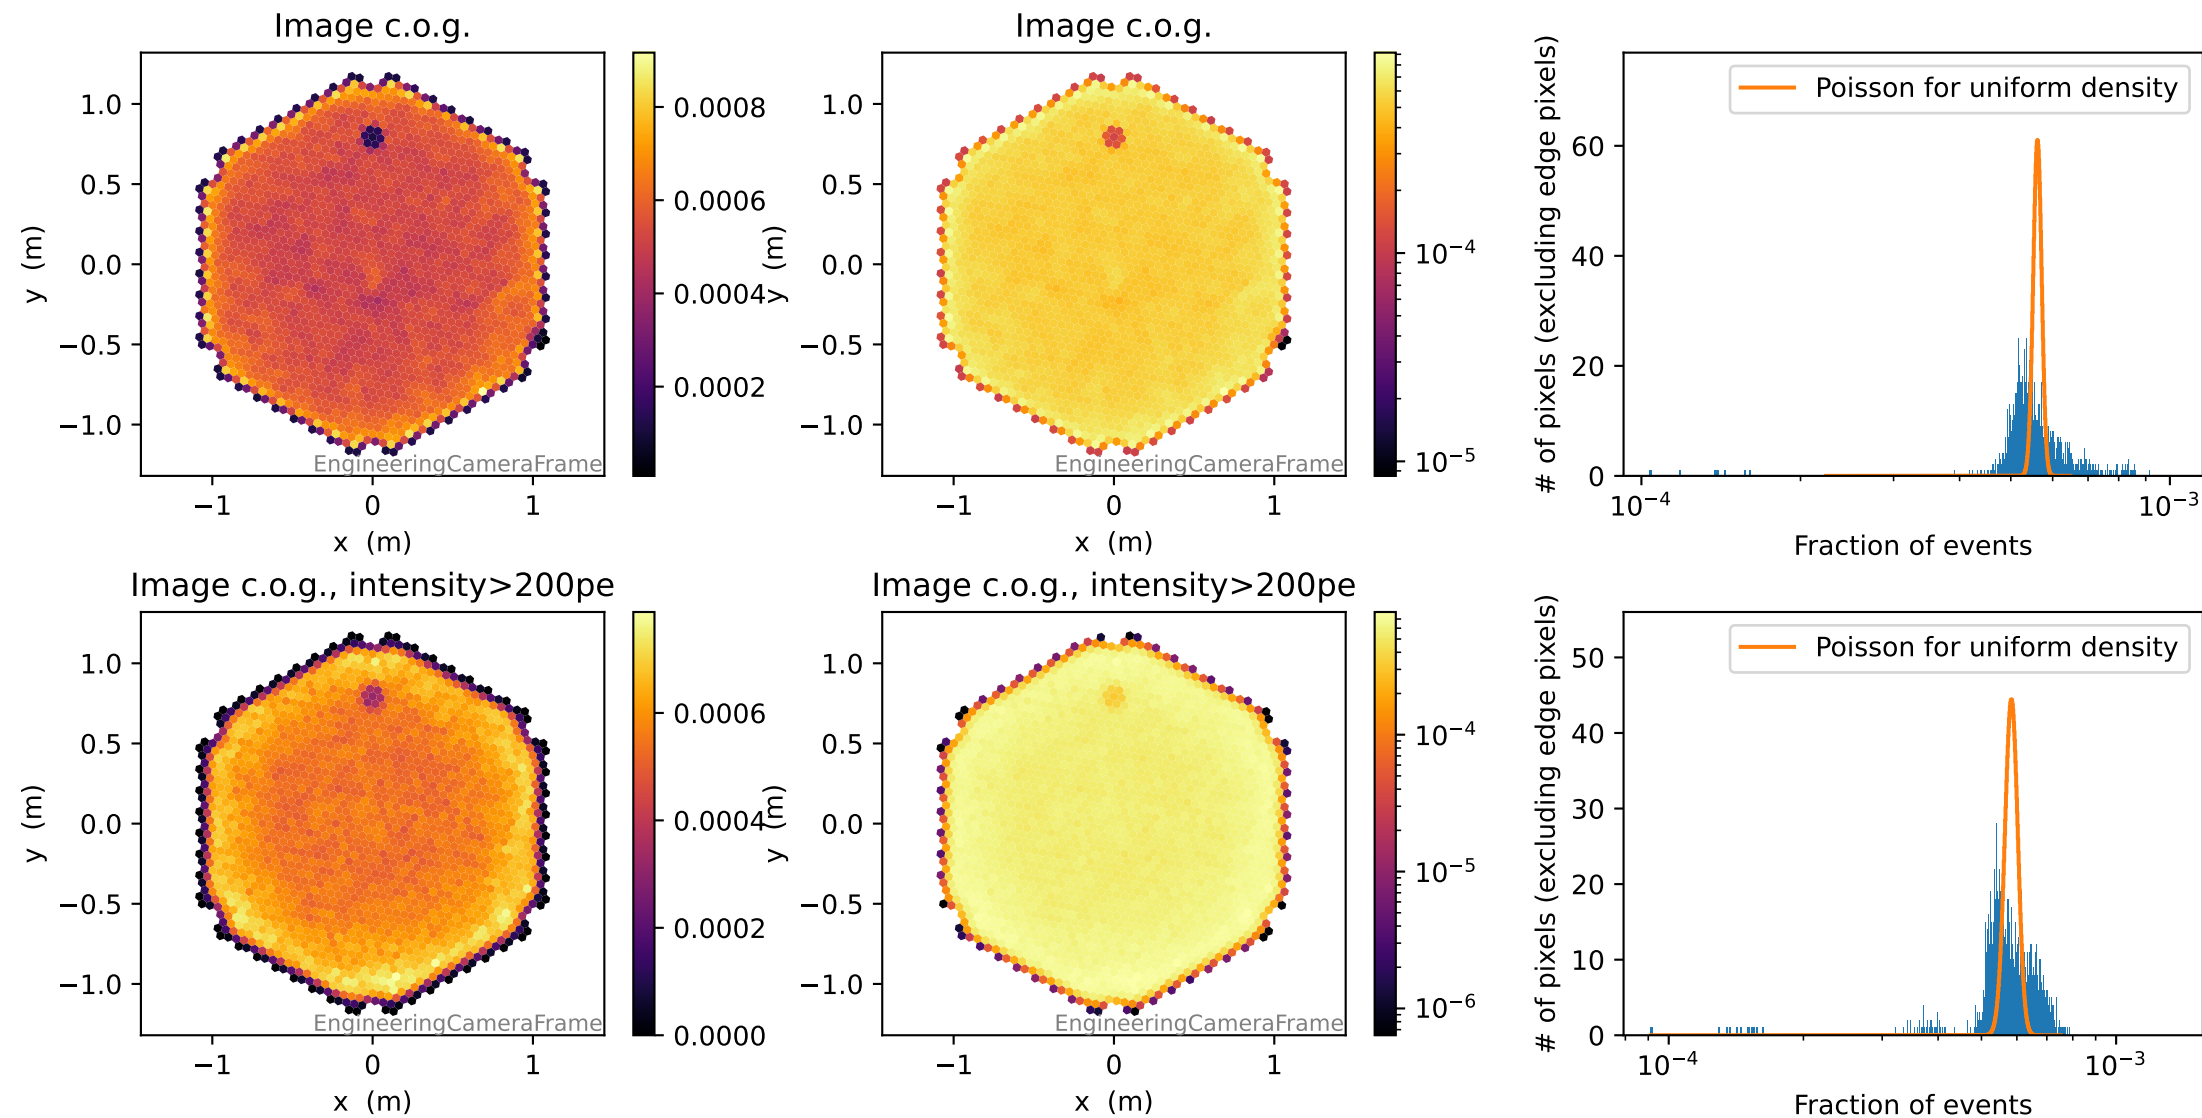 Image c.o.g.
Image c.o.g.
1.0
0.5
0.0
−0.5
−1.0
y (m)
−1 0 1
x (m)
EngineeringCameraFrame
0.0008
0.0006
0.0004
0.0002
1.0
0.5
0.0
−0.5
−1.0
y (m)
−1 0 1
x (m)
EngineeringCameraFrame
10⁻⁴
10⁻⁵
# of pixels (excluding edge pixels)
60
40
20
0
Poisson for uniform density
10⁻⁴ 10⁻³
Fraction of events
Image c.o.g., intensity>200pe
Image c.o.g., intensity>200pe
1.0
0.5
0.0
−0.5
−1.0
y (m)
−1 0 1
x (m)
EngineeringCameraFrame
0.0006
0.0004
0.0002
0.0000
1.0
0.5
0.0
−0.5
−1.0
y (m)
−1 0 1
x (m)
EngineeringCameraFrame
10⁻⁴
10⁻⁵
10⁻⁶
# of pixels (excluding edge pixels)
50
40
30
20
10
0
Poisson for uniform density
10⁻⁴ 10⁻³
Fraction of events